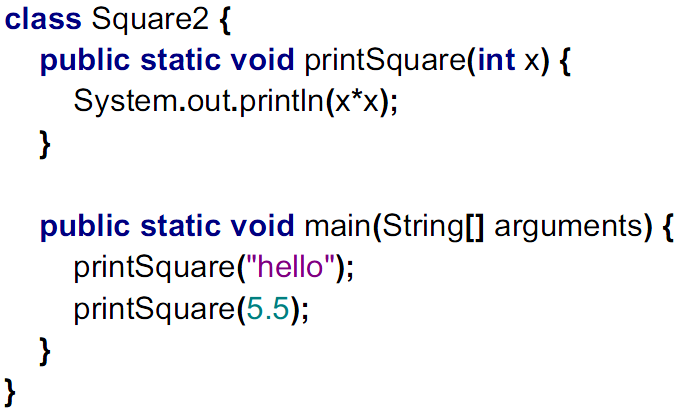 class Square2 {
public static void printSquare(int x) {
System.out.println(x*x);
}
public static void main(String[] arguments) {
printSquare("hello");
printSquare(5.5);
}
}